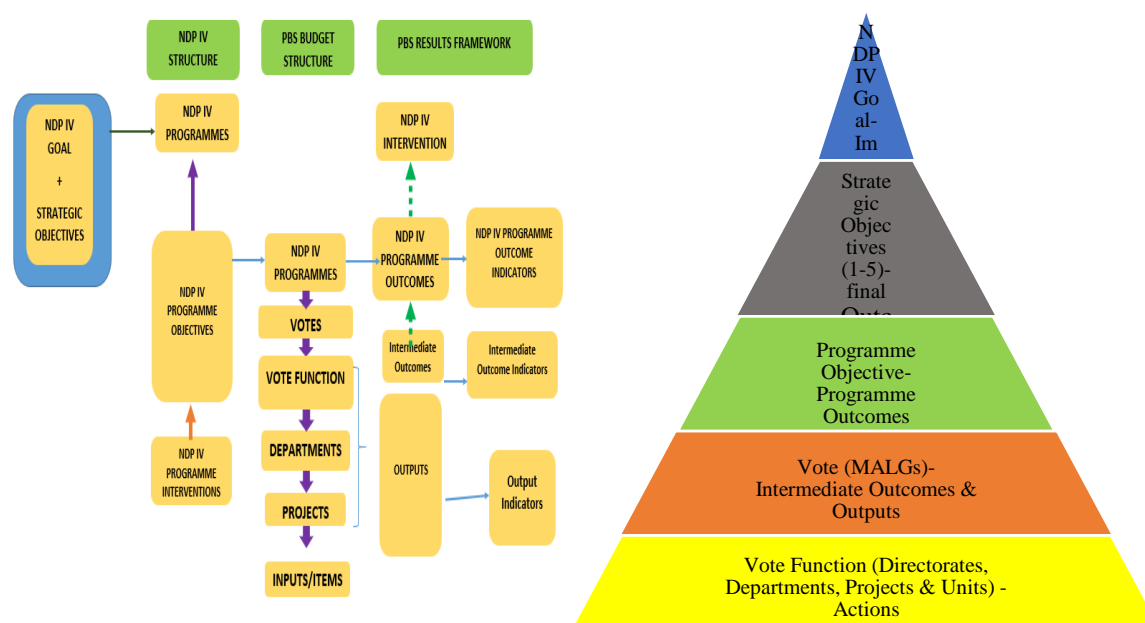 NDP IV
STRUCTURE
PBS BUDGET
STRUCTURE
PBS RESULTS FRAMEWORK
NDP IV
GOAL
+
STRATEGIC
OBJECTIVES
NDP IV
PROGRAMMES
NDP IV
PROGRAMME
OBJECTIVES
NDP IV
PROGRAMME
INTERVENTIONS
NDP IV
PROGRAMMES
VOTES
VOTE FUNCTION
DEPARTMENTS
PROJECTS
INPUTS/ITEMS
NDP IV
INTERVENTION
NDP IV
PROGRAMME
OUTCOMES
NDP IV PROGRAMME
OUTCOME
INDICATORS
Intermediate
Outcomes
Intermediate
Outcome Indicators
OUTPUTS
Output
Indicators
N
DP
IV
Go
al-
Im
Strate
gic
Objec
tives
(1-5)-
final
Outc
Programme
Objective-
Programme
Outcomes
Vote (MALGs)-
Intermediate Outcomes &
Outputs
Vote Function (Directorates,
Departments, Projects & Units) -
Actions